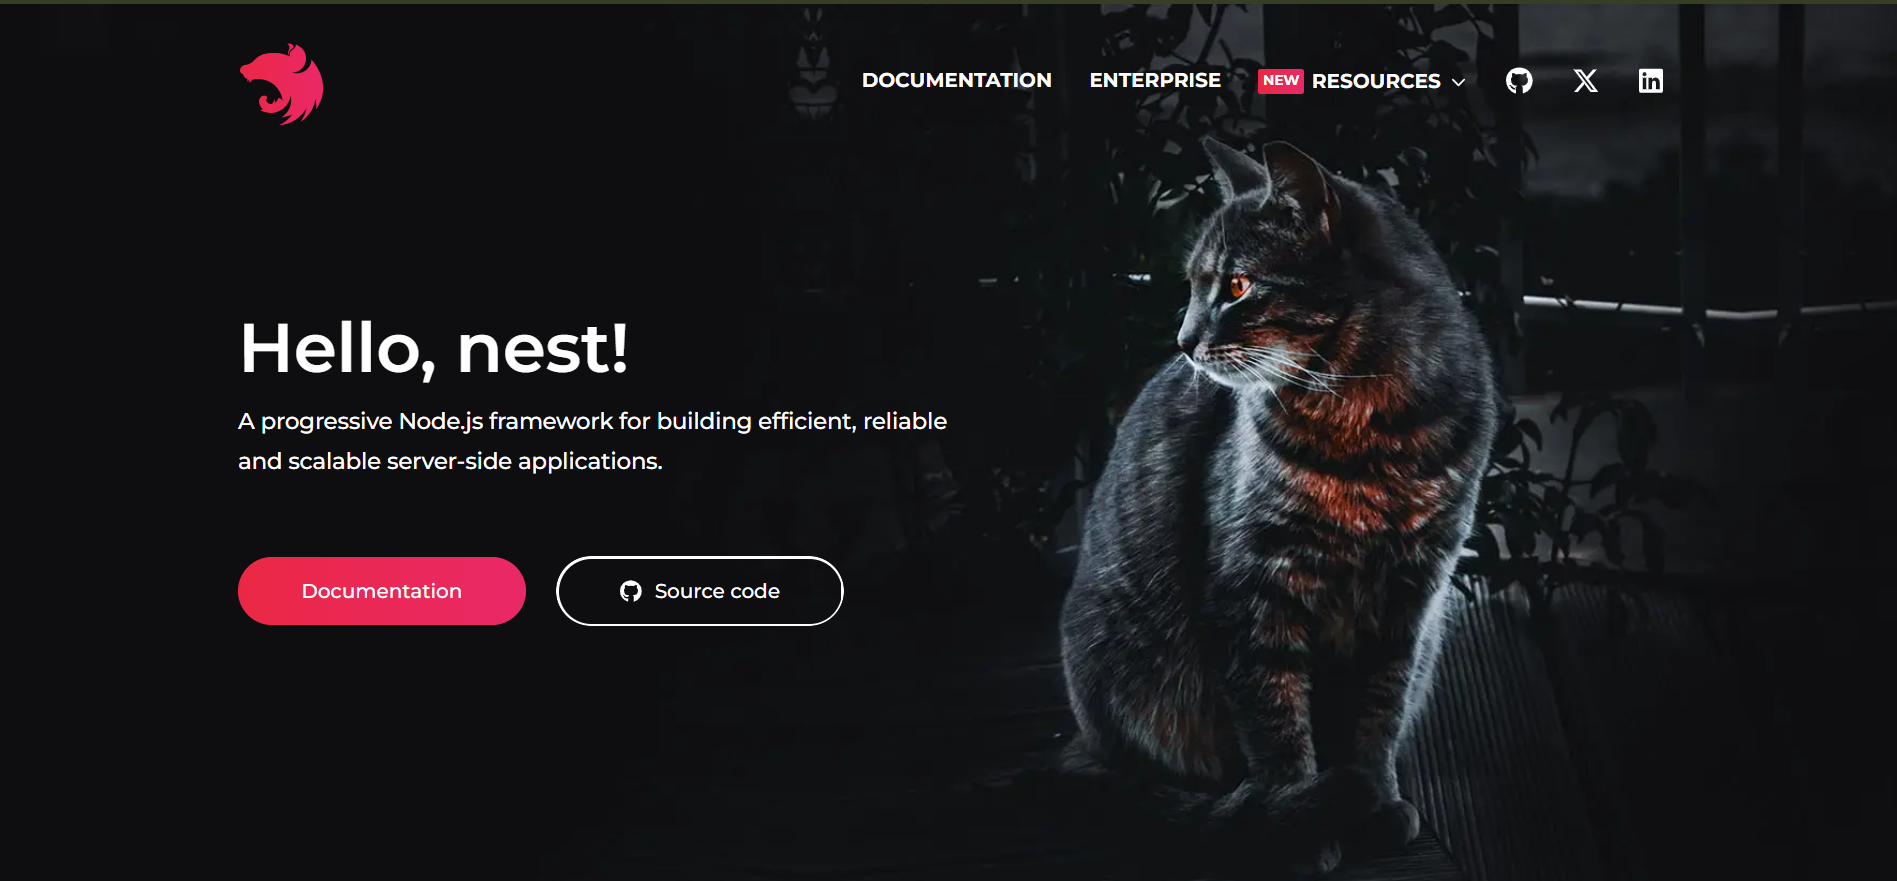 DOCUMENTATION ENTERPRISE NEW RESOURCES
Hello, nest!
A progressive Node.js framework for building efficient, reliable
and scalable server-side applications.
Documentation Source code